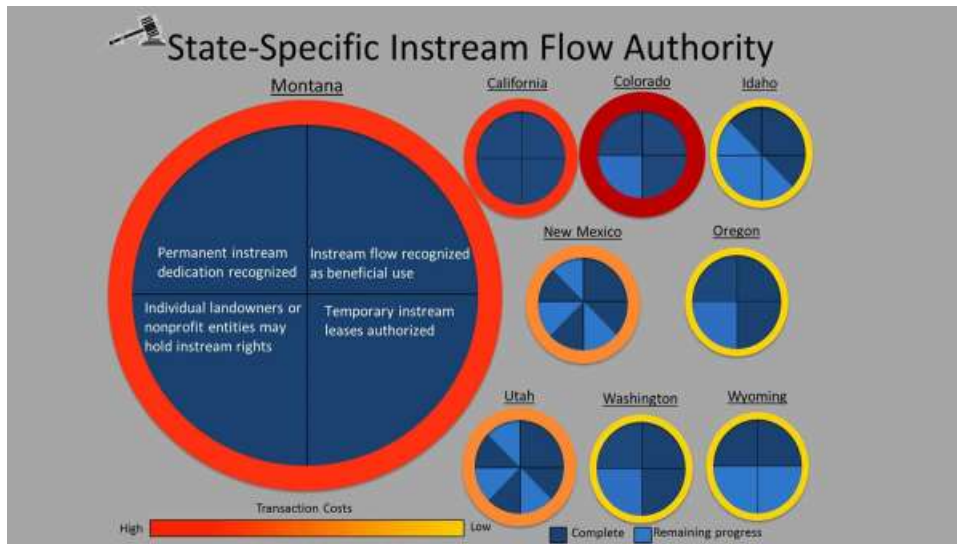 State-Specific Instream Flow Authority
Montana
California
Colorado
Idaho
Permanent instream
dedication recognized
Instream flow recognized
as beneficial use
Individual landowners or
nonprofit entities may
hold instream rights
Temporary instream
leases authorized
New Mexico
Oregon
Utah
Washington
Wyoming
Transaction Costs
High
Low
Complete
Remaining progress